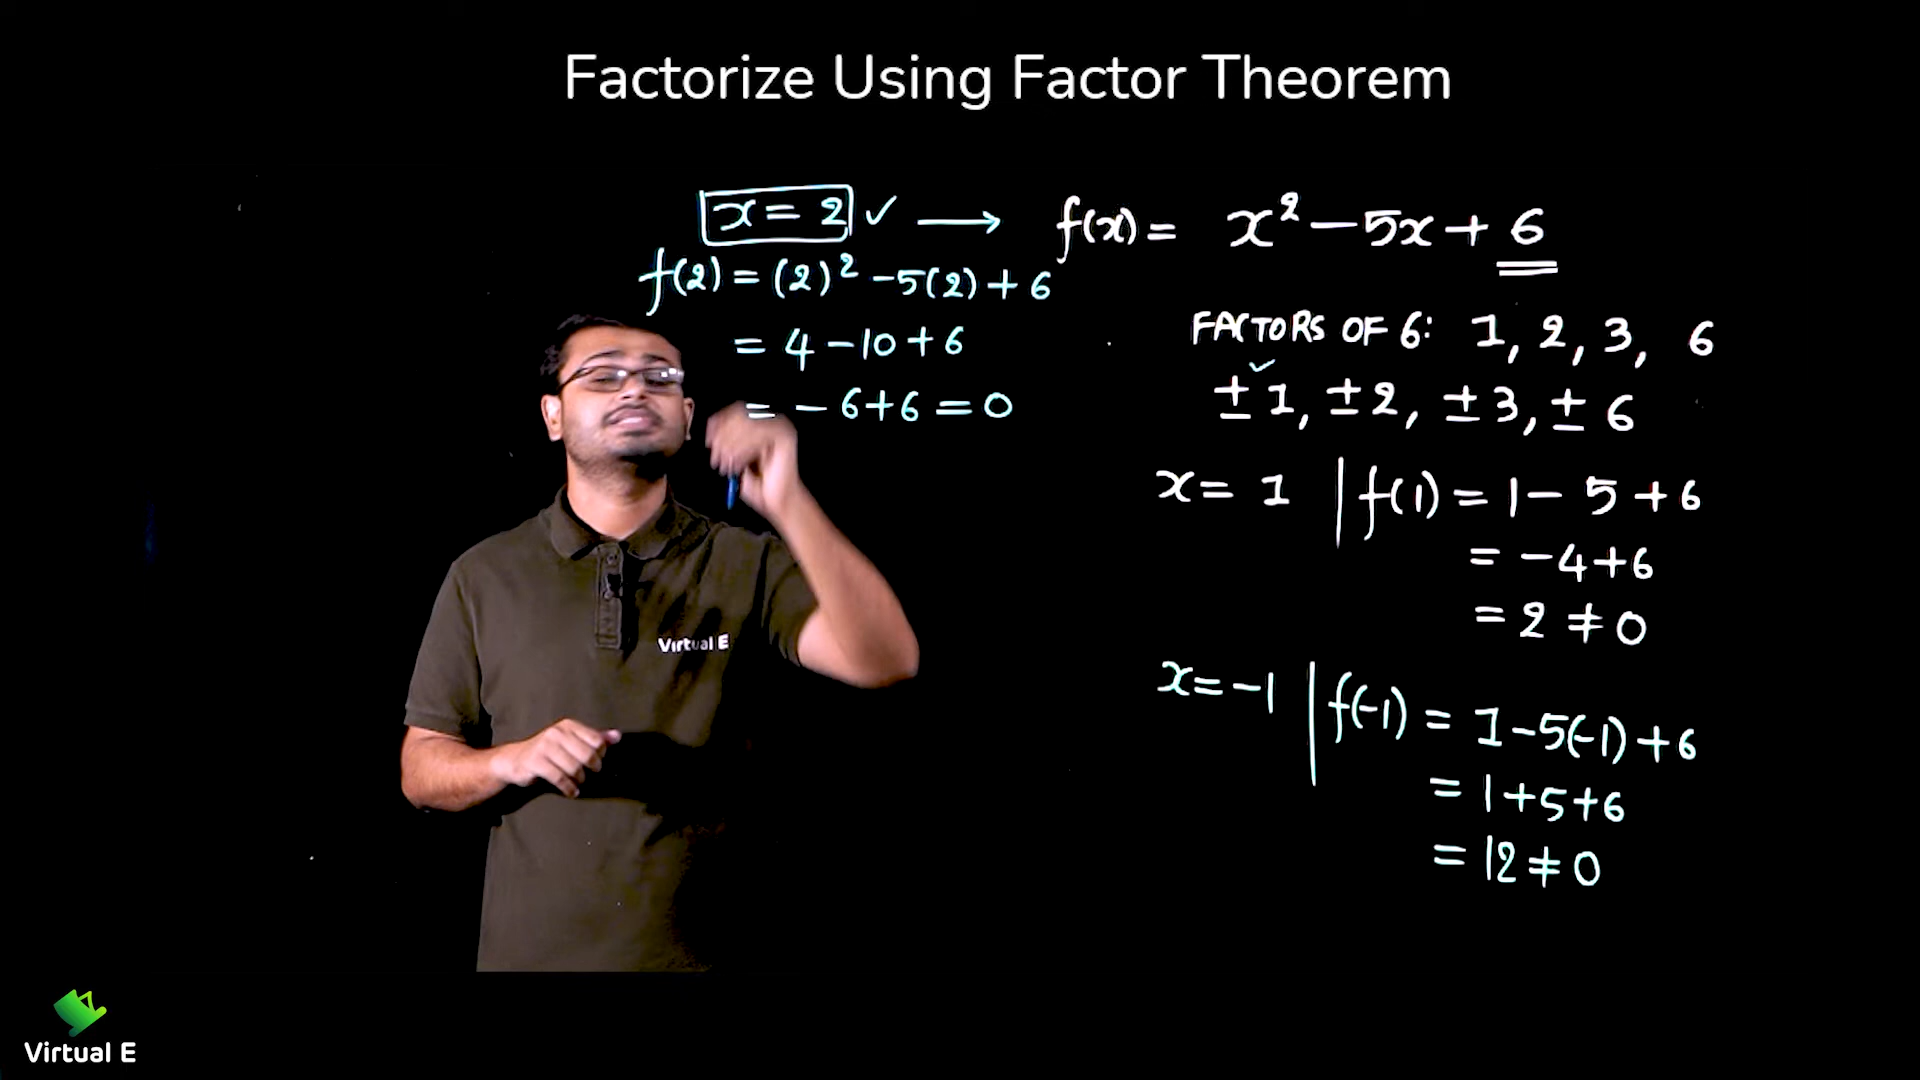 Factorize Using Factor Theorem
x = 2 ✓ → f(x) = x² − 5x + 6
f(2) = (2)² − 5(2) + 6
= 4 − 10 + 6
= − 6 + 6 = 0
FACTORS OF 6: 1, 2, 3, 6
± 1, ± 2, ± 3, ± 6
x = 1 | f(1) = 1 − 5 + 6
= −4 + 6
= 2 ≠ 0
x = −1 | f(−1) = 1 − 5(−1) + 6
= 1 + 5 + 6
= 12 ≠ 0
Virtual E
Virtual E